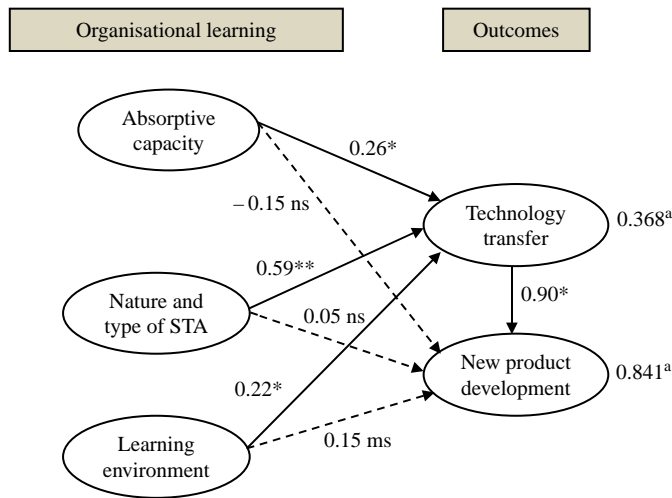 Organisational learning
Outcomes
Absorptive
capacity
0.26*
– 0.15 ns
Technology
transfer
0.368a
0.59**
Nature and
type of STA
0.05 ns
0.90*
New product
development
0.841a
0.22*
0.15 ms
Learning
environment